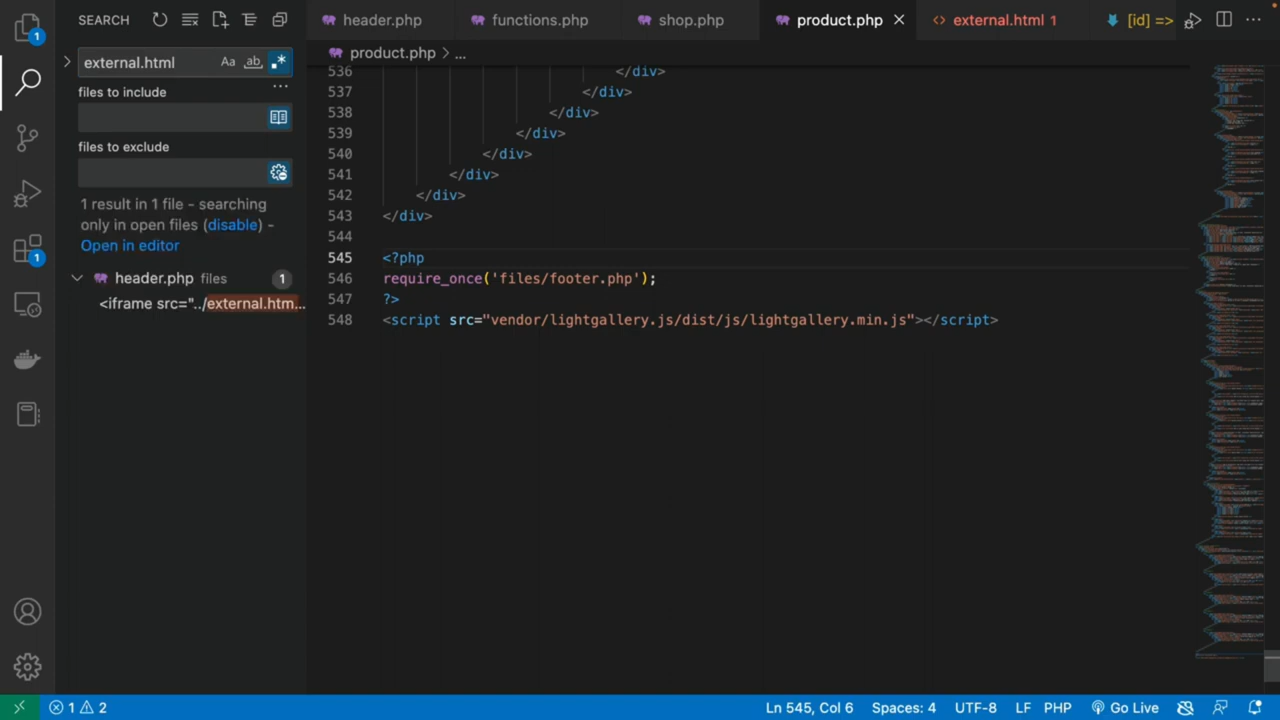 SEARCH
header.php
functions.php
shop.php
product.php
external.html 1
[id] =>
external.html
Aa
ab
files to include
files to exclude
1 result in 1 file - searching
only in open files (disable) -
Open in editor
header.php files 1
<iframe src="../external.htm...
product.php > ...
536 </div>
537 </div>
538 </div>
539 </div>
540 </div>
541 </div>
542 </div>
543 </div>
544
545 <?php
546 require_once('files/footer.php');
547 ?>
548 <script src="vendor/lightgallery.js/dist/js/lightgallery.min.js"></script>
1
1
1 2
Ln 545, Col 6
Spaces: 4
UTF-8
LF
PHP
Go Live